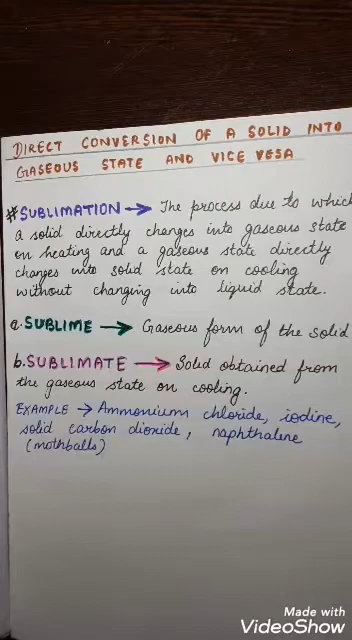 DIRECT CONVERSION OF A SOLID INTO
GASEOUS STATE AND VICE VESA
#SUBLIMATION → The process due to which
a solid directly changes into gaseous state
on heating and a gaseous state directly
changes into solid state on cooling
without changing into liquid state.
a. SUBLIME → Gaseous form of the solid
b. SUBLIMATE → Solid obtained from
the gaseous state on cooling.
EXAMPLE → Ammonium chloride, iodine,
solid carbon dioxide, naphthalene
(mothballs)
Made with
VideoShow